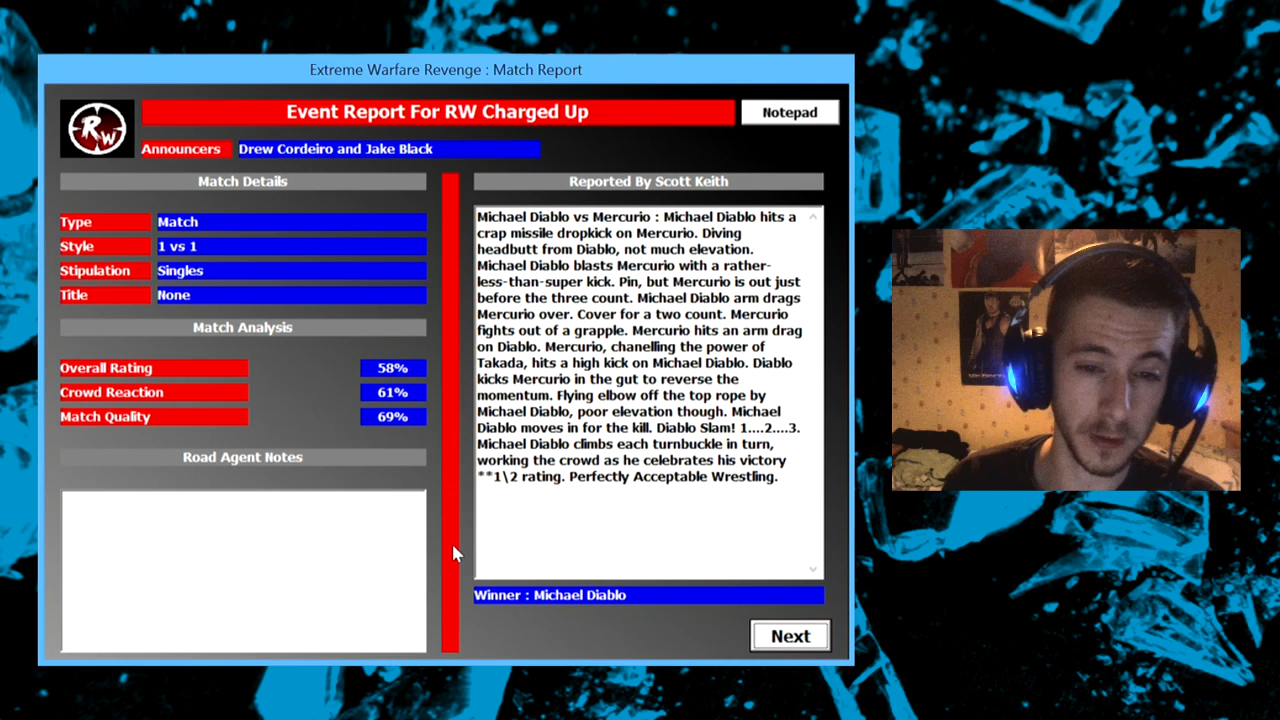 Extreme Warfare Revenge : Match Report
RW
Event Report For RW Charged Up
Notepad
Announcers
Drew Cordeiro and Jake Black
Match Details
Type
Match
Style
1 vs 1
Stipulation
Singles
Title
None
Match Analysis
Overall Rating
58%
Crowd Reaction
61%
Match Quality
69%
Road Agent Notes
Reported By Scott Keith
Michael Diablo vs Mercurio : Michael Diablo hits a
crap missile dropkick on Mercurio. Diving
headbutt from Diablo, not much elevation.
Michael Diablo blasts Mercurio with a rather-
less-than-super kick. Pin, but Mercurio is out just
before the three count. Michael Diablo arm drags
Mercurio over. Cover for a two count. Mercurio
fights out of a grapple. Mercurio hits an arm drag
on Diablo. Mercurio, chanelling the power of
Takada, hits a high kick on Michael Diablo. Diablo
kicks Mercurio in the gut to reverse the
momentum. Flying elbow off the top rope by
Michael Diablo, poor elevation though. Michael
Diablo moves in for the kill. Diablo Slam! 1....2....3.
Michael Diablo climbs each turnbuckle in turn,
working the crowd as he celebrates his victory
**1\2 rating. Perfectly Acceptable Wrestling.
Winner : Michael Diablo
Next